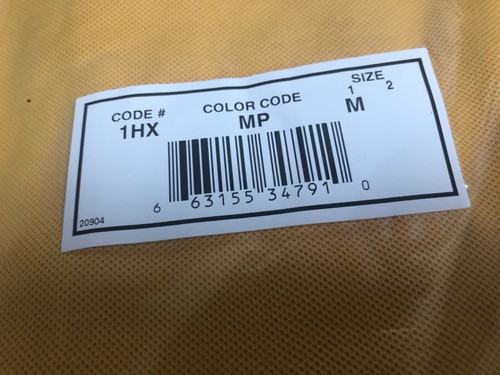 CODE # COLOR CODE SIZE
1 2
1HX MP M
6 63155 34791 0
20904